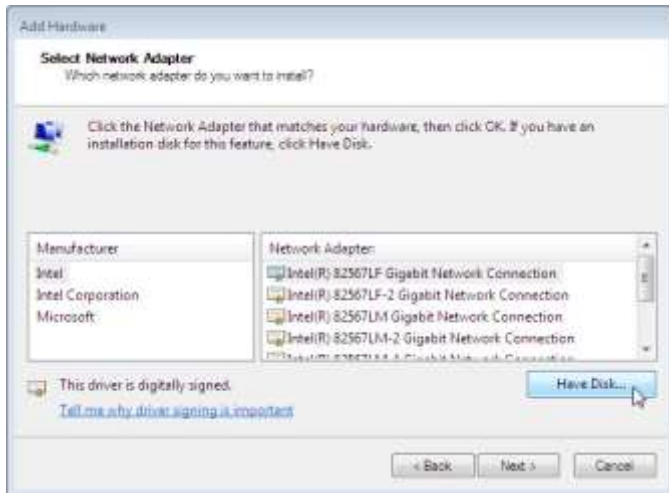 Add Hardware
Select Network Adapter
Which network adapter do you want to install?
Click the Network Adapter that matches your hardware, then click OK. If you have an
installation disk for this feature, click Have Disk.
Manufacturer
Intel
Intel Corporation
Microsoft
Network Adapter:
Intel(R) 82567LF Gigabit Network Connection
Intel(R) 82567LF-2 Gigabit Network Connection
Intel(R) 82567LM Gigabit Network Connection
Intel(R) 82567LM-2 Gigabit Network Connection
This driver is digitally signed.
Tell me why driver signing is important
Have Disk...
< Back
Next >
Cancel